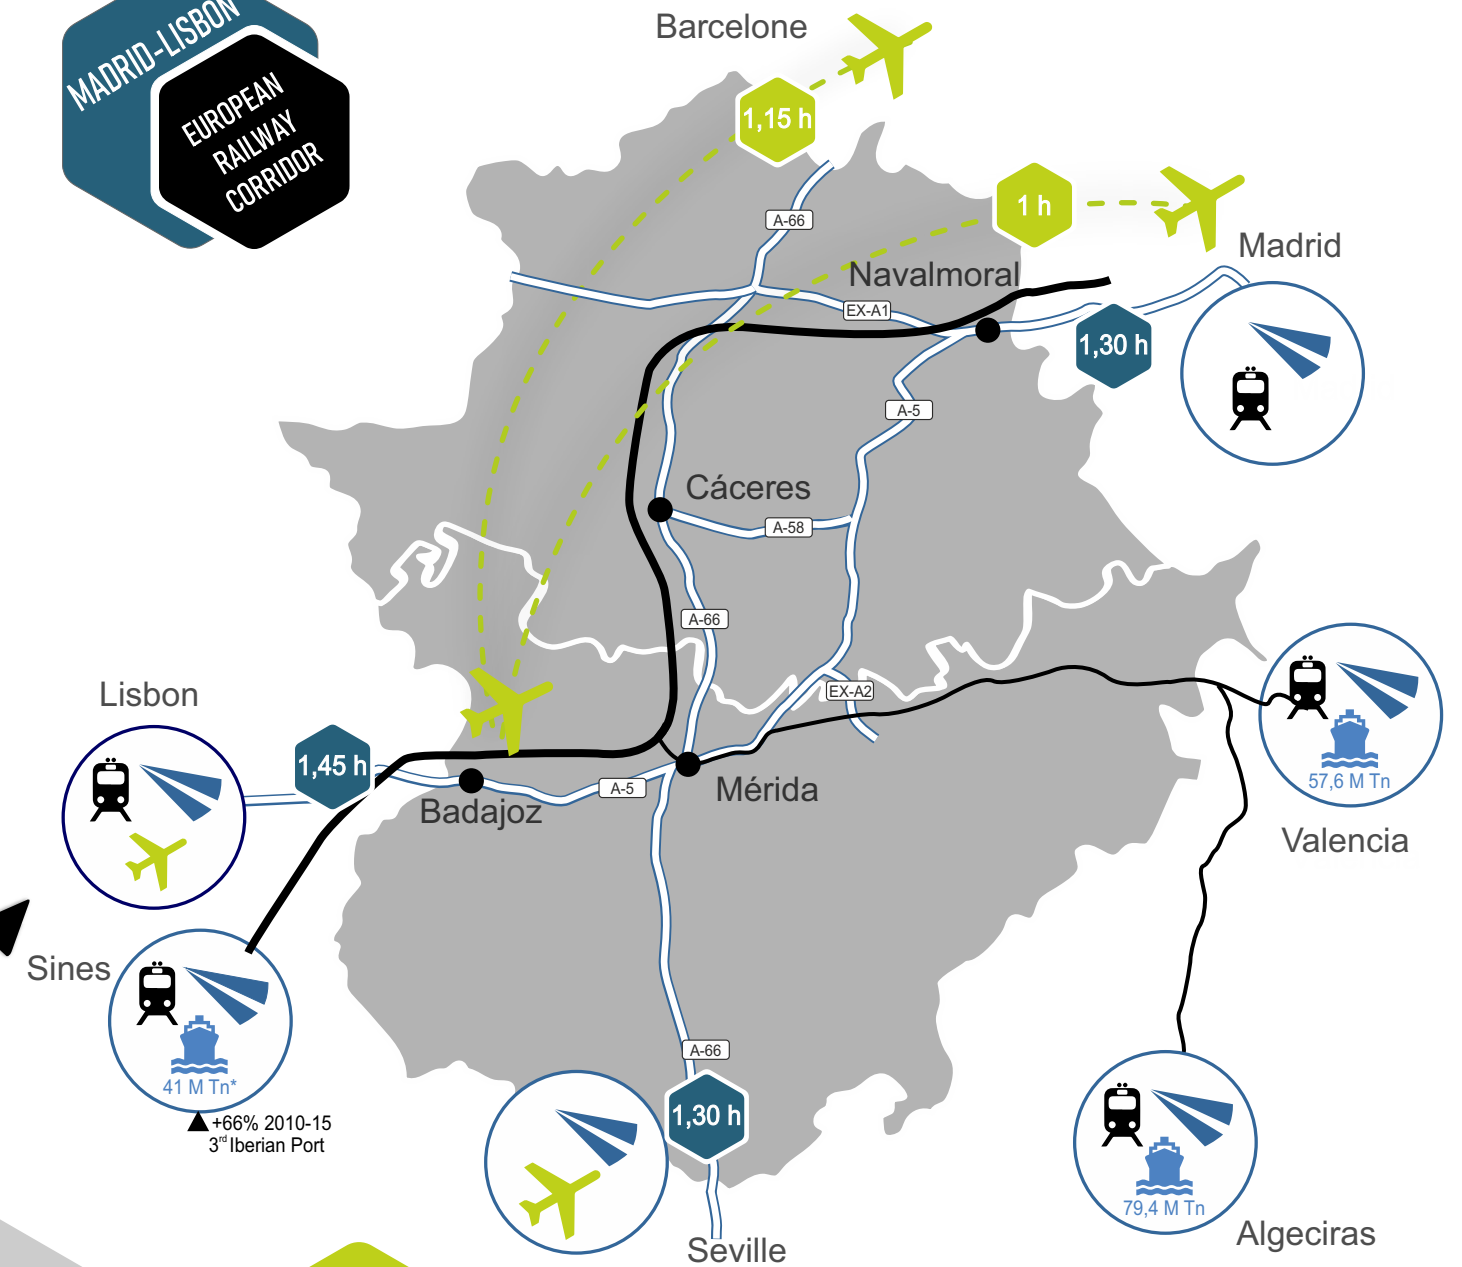 MADRID-LISBON
EUROPEAN
RAILWAY
CORRIDOR
Barcelone
1,15 h
1 h
A-66
Madrid
Navalmoral
EX-A1
1,30 h
A-5
Cáceres
A-58
A-66
EX-A2
Lisbon
1,45 h
A-5
Mérida
Badajoz
57,6 M Tn
Valencia
Sines
41 M Tn*
+66% 2010-15
3rd Iberian Port
A-66
1,30 h
79,4 M Tn
Algeciras
Seville